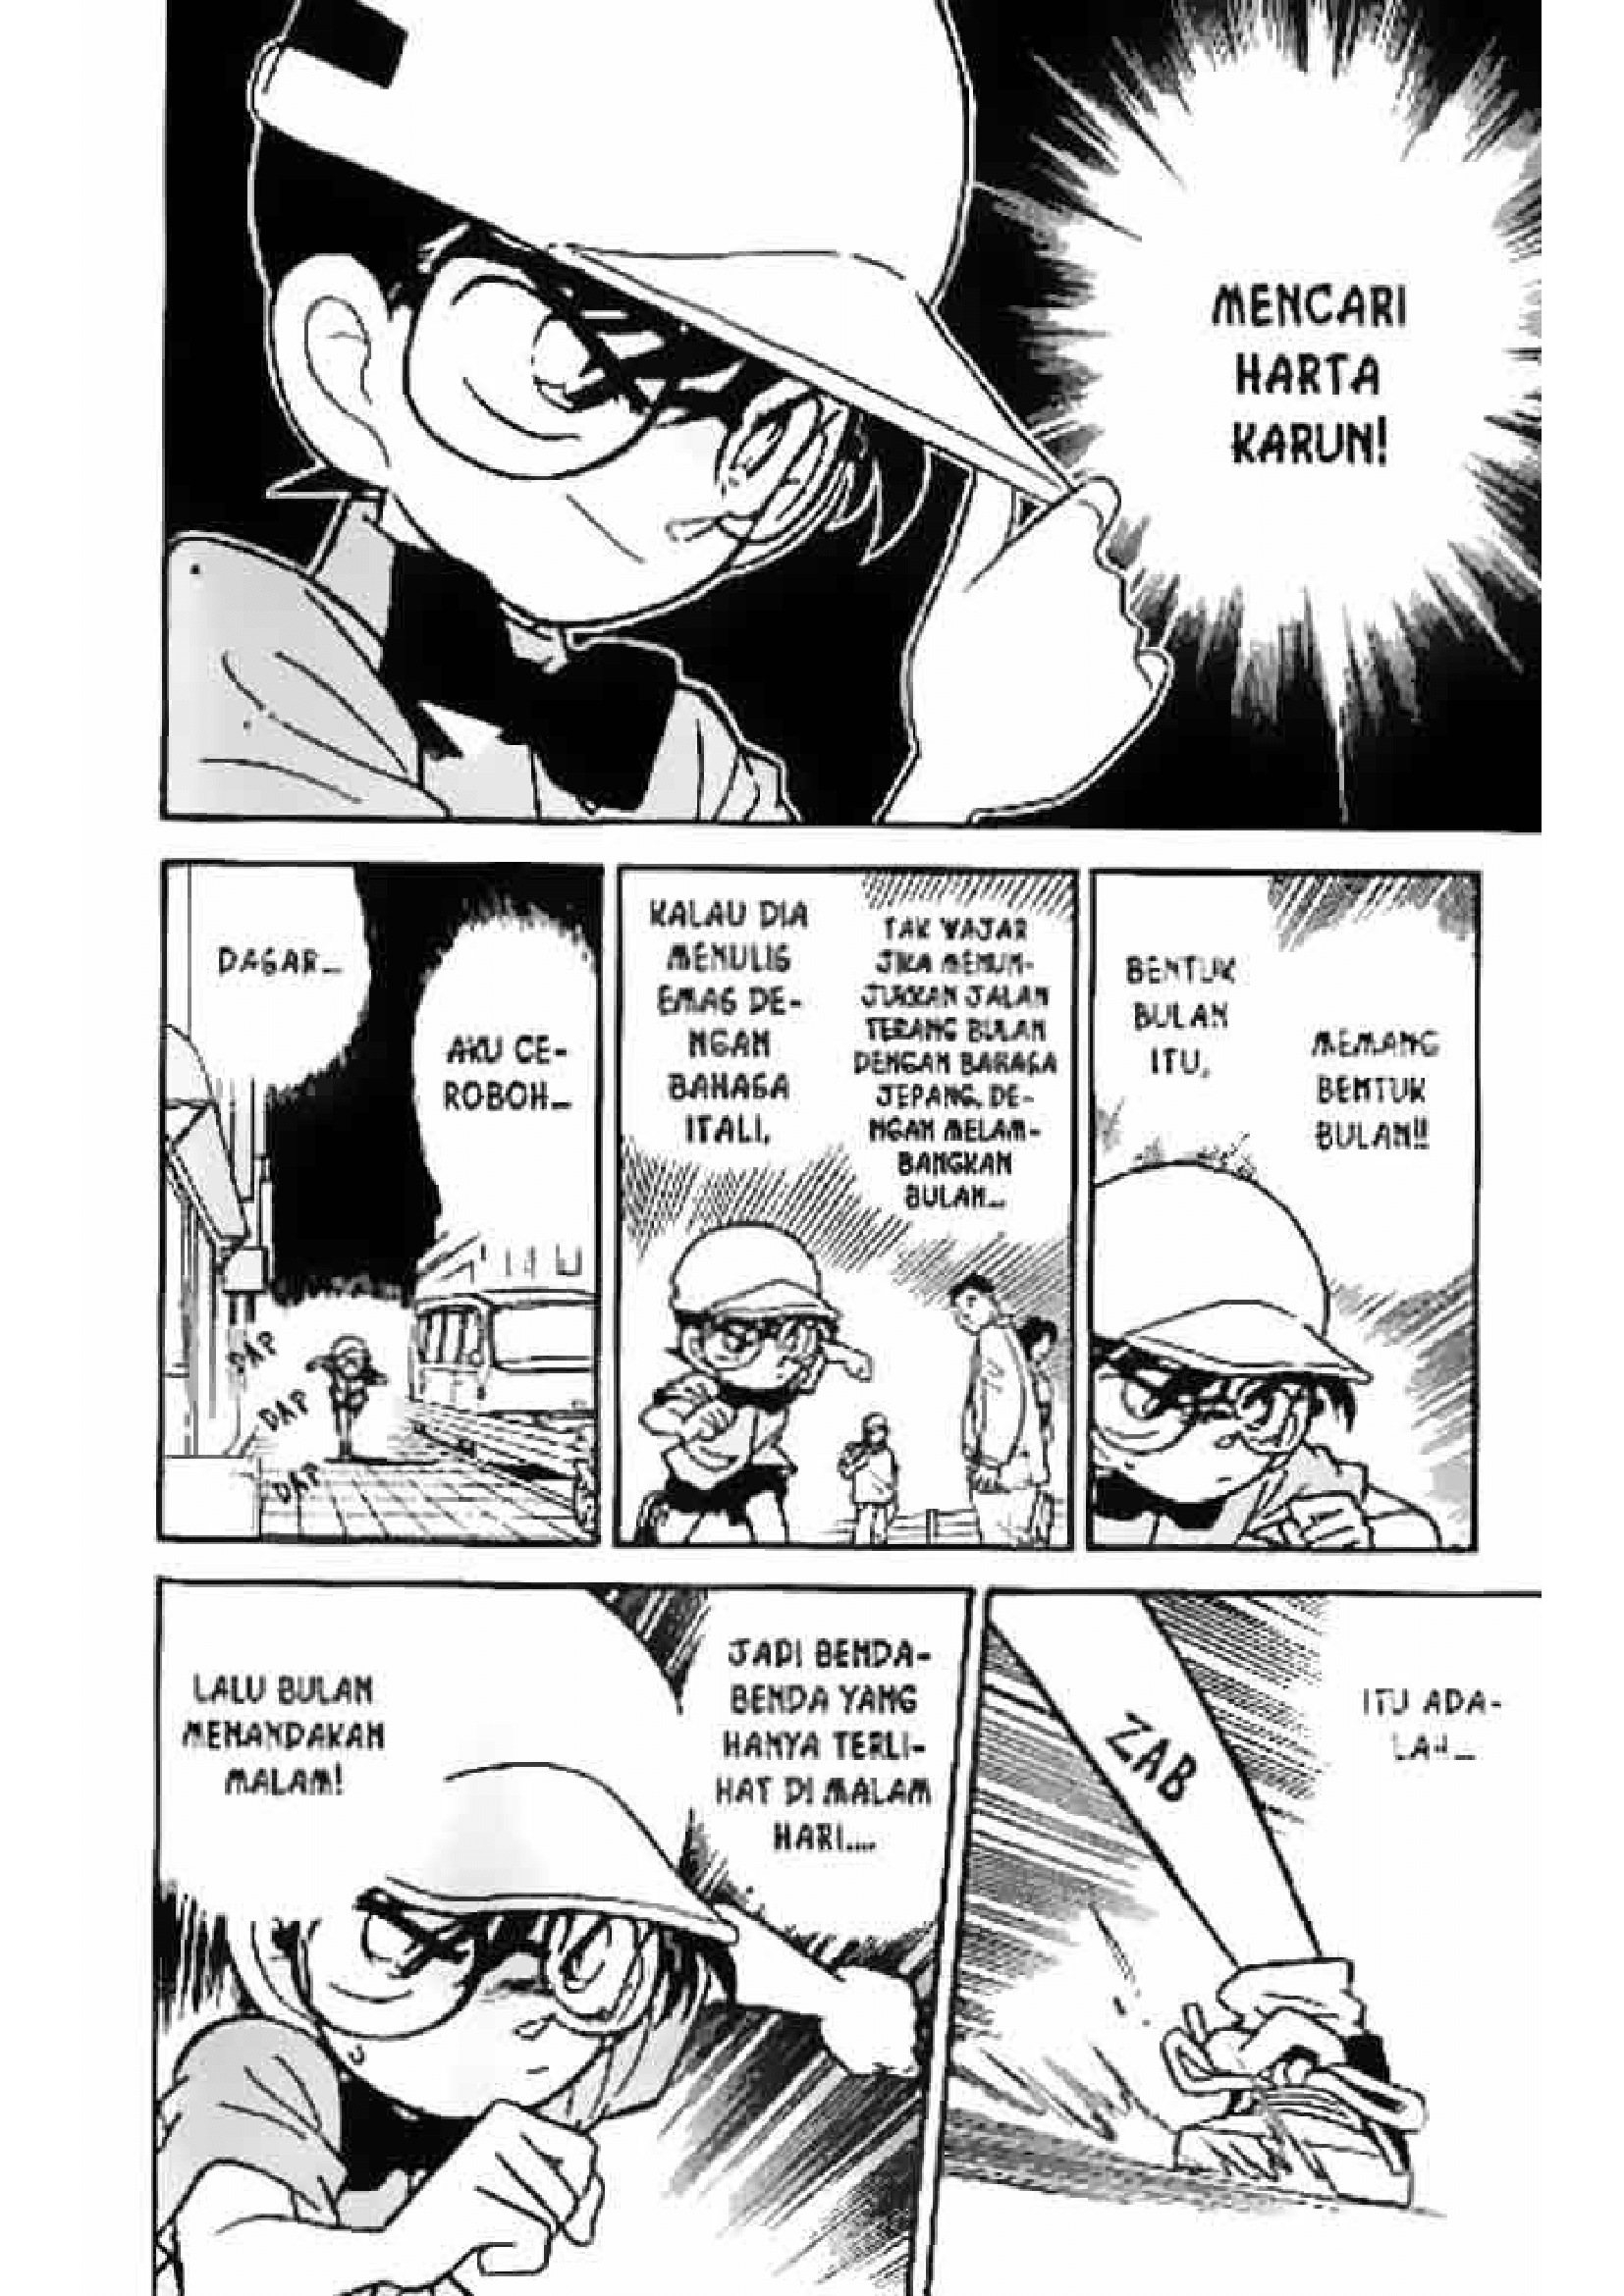 MENCARI
HARTA
KARUN!
DASAR...
AKU CE-
ROBOH...
DAP
DAP
DAP
KALAU DIA
MENULIS
EMAS DE-
NGAN
BAHASA
ITALI,
TAK WAJAR
JIKA MENUN-
JUKKAN JALAN
TERANG BULAN
DENGAN BAHASA
JEPANG, DE-
NGAN MELAM-
BANGKAN
BULAN...
BENTUK
BULAN
ITU,
MEMANG
BENTUK
BULAN!!
LALU BULAN
MENANDAKAN
MALAM!
JADI BENDA-
BENDA YANG
HANYA TERLI-
HAT DI MALAM
HARI....
ZAB
ITU ADA-
LAH...